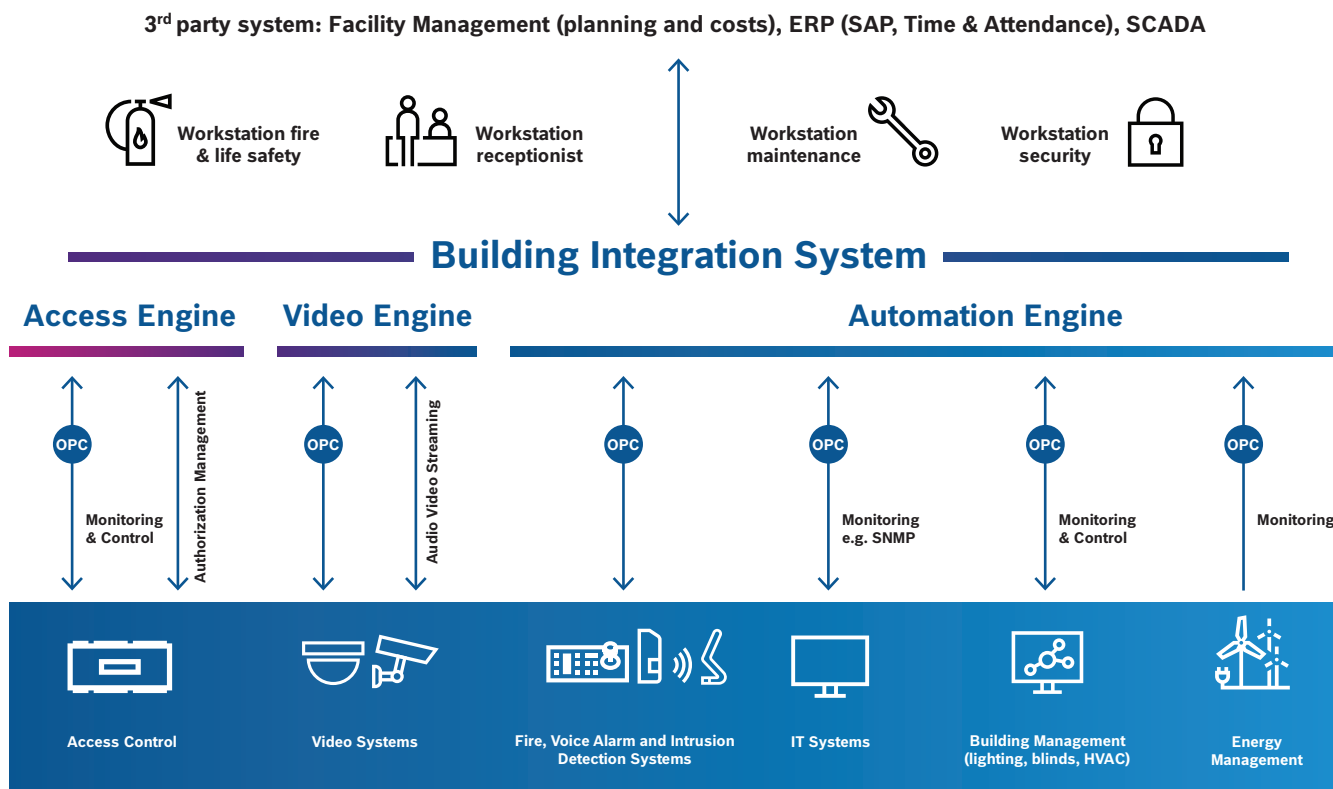 3rd party system: Facility Management (planning and costs), ERP (SAP, Time & Attendance), SCADA
Workstation fire
& life safety
Workstation
receptionist
Workstation
maintenance
Workstation
security
Building Integration System
Access Engine
Video Engine
Automation Engine
OPC
Monitoring
& Control
Authorization Management
OPC
Audio Video Streaming
OPC
OPC
Monitoring
e.g. SNMP
OPC
Monitoring
& Control
OPC
Monitoring
Access Control
Video Systems
Fire, Voice Alarm and Intrusion
Detection Systems
IT Systems
Building Management
(lighting, blinds, HVAC)
Energy
Management